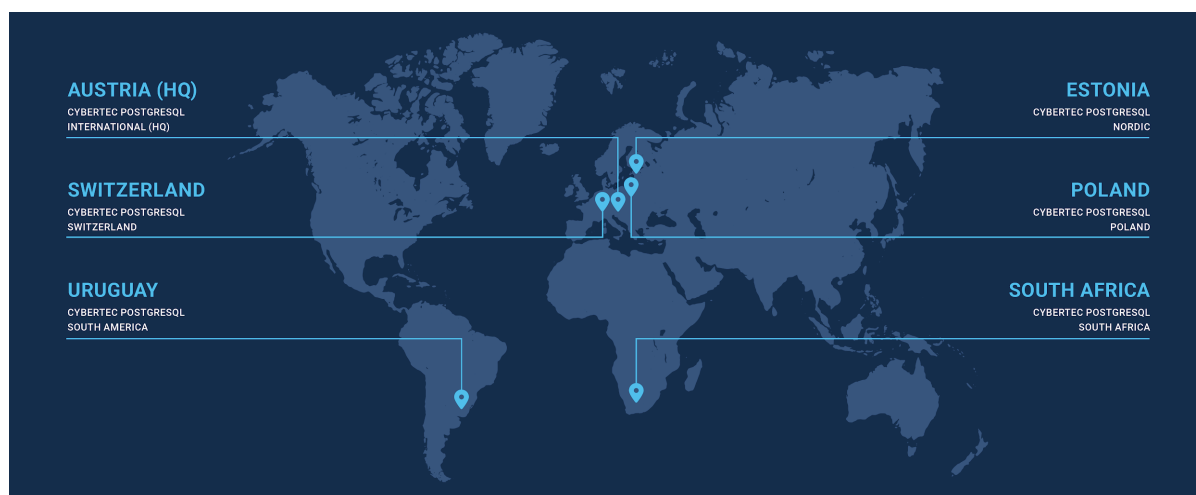 AUSTRIA (HQ)
CYBERTEC POSTGRESQL
INTERNATIONAL (HQ)
SWITZERLAND
CYBERTEC POSTGRESQL
SWITZERLAND
URUGUAY
CYBERTEC POSTGRESQL
SOUTH AMERICA
ESTONIA
CYBERTEC POSTGRESQL
NORDIC
POLAND
CYBERTEC POSTGRESQL
POLAND
SOUTH AFRICA
CYBERTEC POSTGRESQL
SOUTH AFRICA